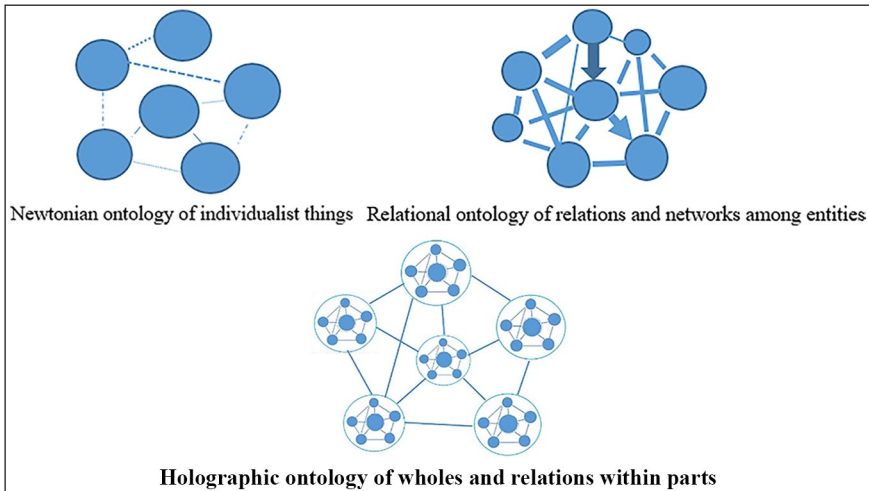 Newtonian ontology of individualist things
Relational ontology of relations and networks among entities
Holographic ontology of wholes and relations within parts